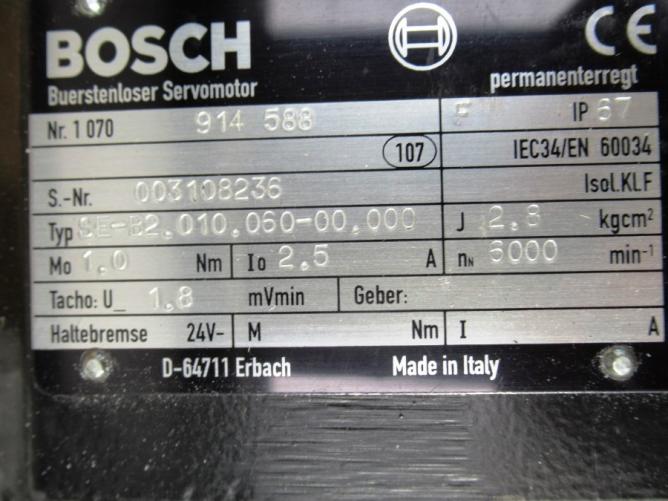 BOSCH CE
Buerstenloser Servomotor permanenterregt
Nr. 1 070 914 588 F IP 67
107 IEC34/EN 60034
S.-Nr. 003108236 Isol.KLF
Typ SE-B2.010.060-00.000 J 2.8 kgcm²
Mo 1.0 Nm Io 2.5 A nN 6000 min-1
Tacho: U_ 1,8 mVmin Geber:
Haltebremse 24V- M Nm I A
D-64711 Erbach Made in Italy